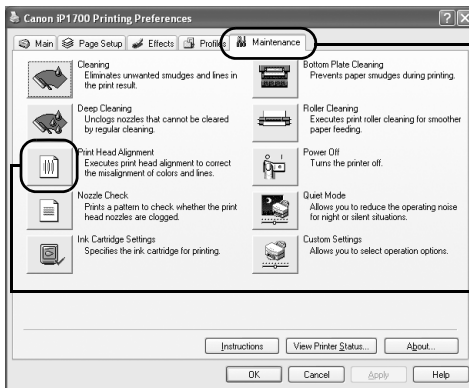 Canon iP1700 Printing Preferences
Main
Page Setup
Effects
Profiles
Maintenance
Cleaning
Eliminates unwanted smudges and lines in
the print result.
Bottom Plate Cleaning
Prevents paper smudges during printing.
Deep Cleaning
Unclogs nozzles that cannot be cleared
by regular cleaning.
Roller Cleaning
Executes print roller cleaning for smoother
paper feeding.
Print Head Alignment
Executes print head alignment to correct
the misalignment of colors and lines.
Power Off
Turns the printer off.
Nozzle Check
Prints a pattern to check whether the print
head nozzles are clogged.
Quiet Mode
Allows you to reduce the operating noise
for night or silent situations.
Ink Cartridge Settings
Specifies the ink cartridge for printing.
Custom Settings
Allows you to select operation options.
Instructions
View Printer Status...
About...
OK
Cancel
Apply
Help